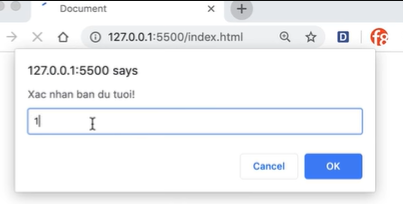 Document
127.0.0.1:5500/index.html
D
f8
127.0.0.1:5500 says
Xac nhan ban du tuoi!
1
Cancel
OK